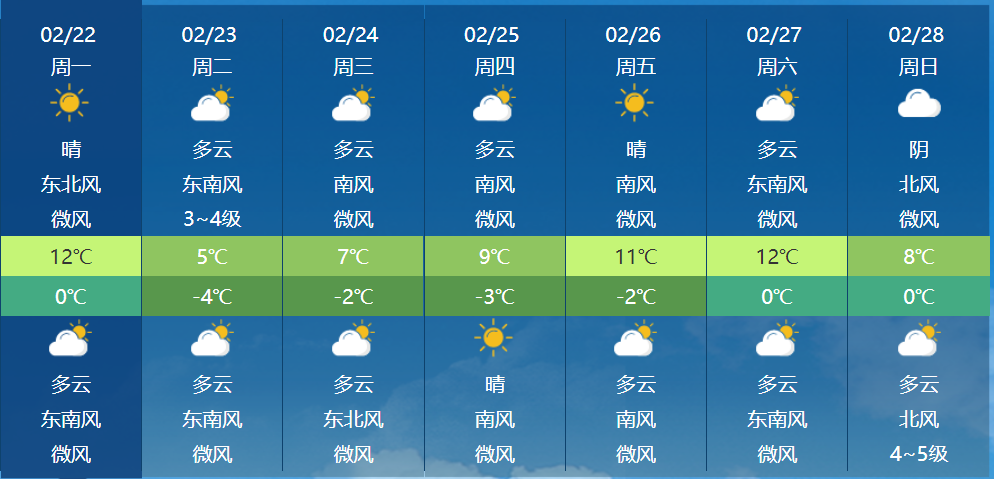 02/22 02/23 02/24 02/25 02/26 02/27 02/28
周一 周二 周三 周四 周五 周六 周日
晴 多云 多云 多云 晴 多云 阴
东北风 东南风 南风 南风 南风 东南风 北风
微风 3~4级 微风 微风 微风 微风 微风
12℃ 5℃ 7℃ 9℃ 11℃ 12℃ 8℃
0℃ -4℃ -2℃ -3℃ -2℃ 0℃ 0℃
多云 多云 多云 晴 多云 多云 多云
东南风 东南风 东北风 南风 南风 东南风 北风
微风 微风 微风 微风 微风 微风 4~5级